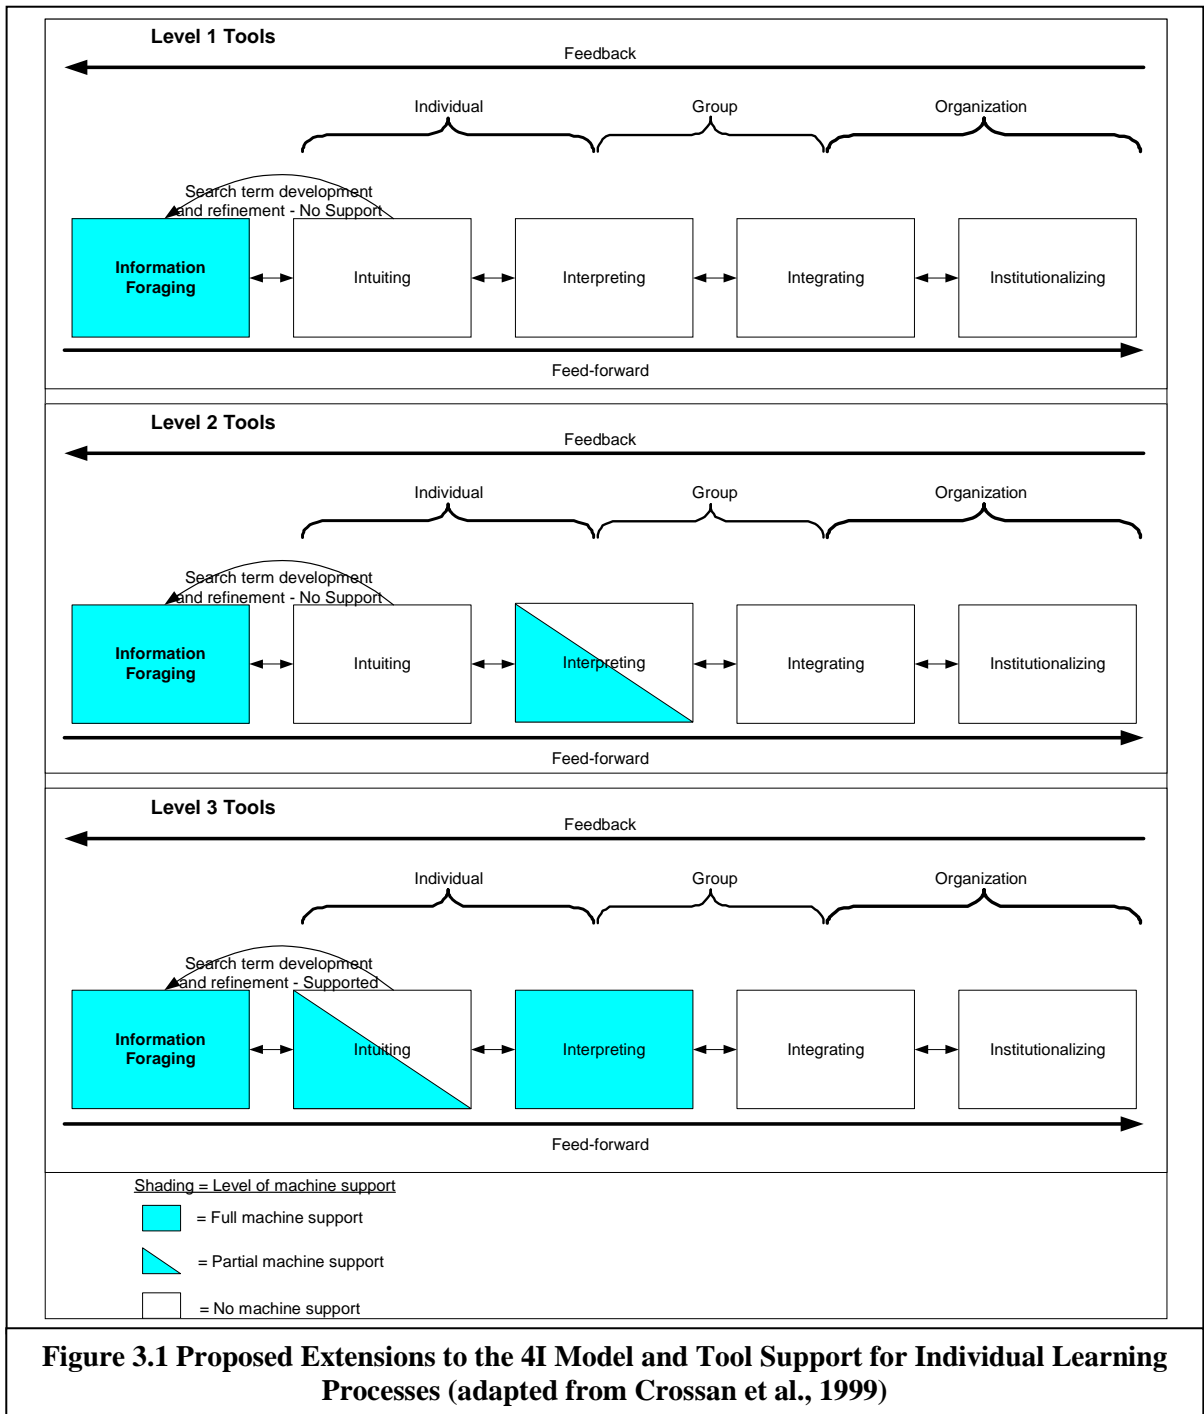 Level 1 Tools
Feedback
Individual
Group
Organization
Search term development
and refinement - No Support
Information
Foraging
Intuiting
Interpreting
Integrating
Institutionalizing
Feed-forward
Level 2 Tools
Feedback
Individual
Group
Organization
Search term development
and refinement - No Support
Information
Foraging
Intuiting
Interpreting
Integrating
Institutionalizing
Feed-forward
Level 3 Tools
Feedback
Individual
Group
Organization
Search term development
and refinement - Supported
Information
Foraging
Intuiting
Interpreting
Integrating
Institutionalizing
Feed-forward
Shading = Level of machine support
= Full machine support
= Partial machine support
= No machine support
Figure 3.1 Proposed Extensions to the 4I Model and Tool Support for Individual Learning
Processes (adapted from Crossan et al., 1999)